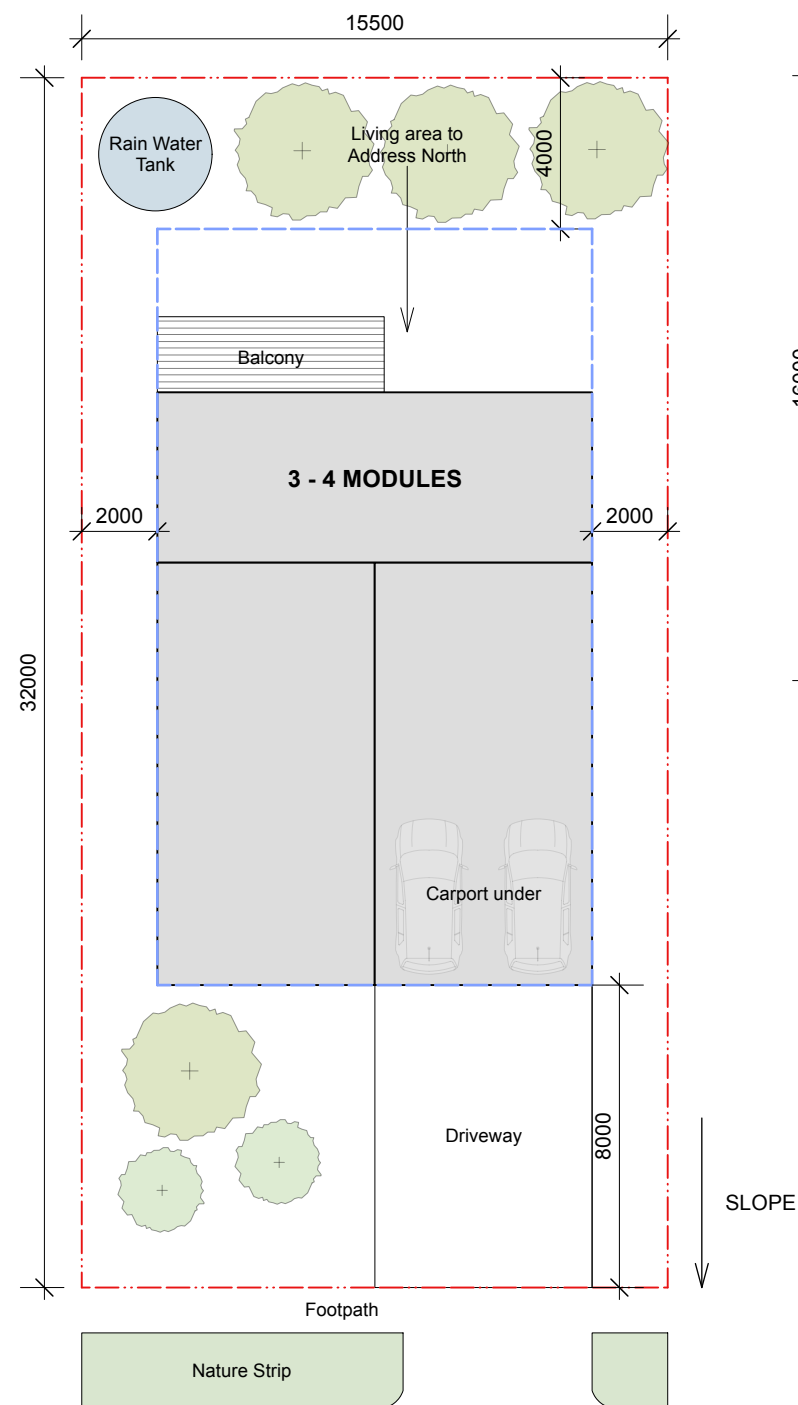 15500
Rain Water
Tank
Living area to
Address North
4000
Balcony
3 - 4 MODULES
2000
2000
32000
Carport under
Driveway
8000
SLOPE
Footpath
Nature Strip